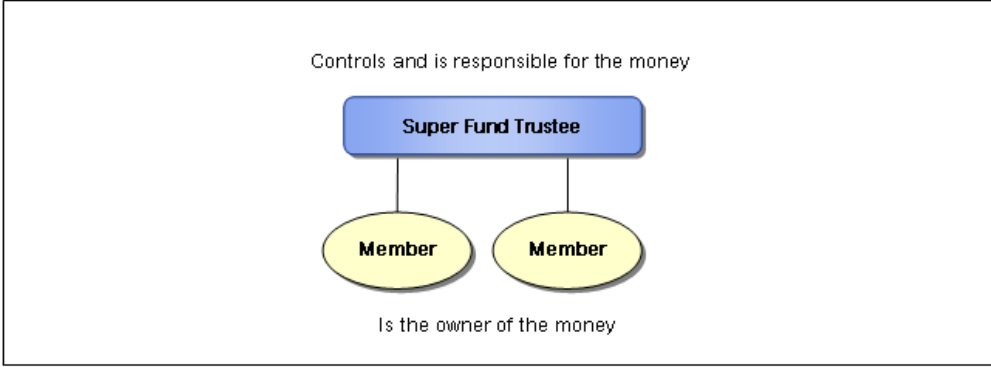 Controls and is responsible for the money
Super Fund Trustee
Member Member
Is the owner of the money